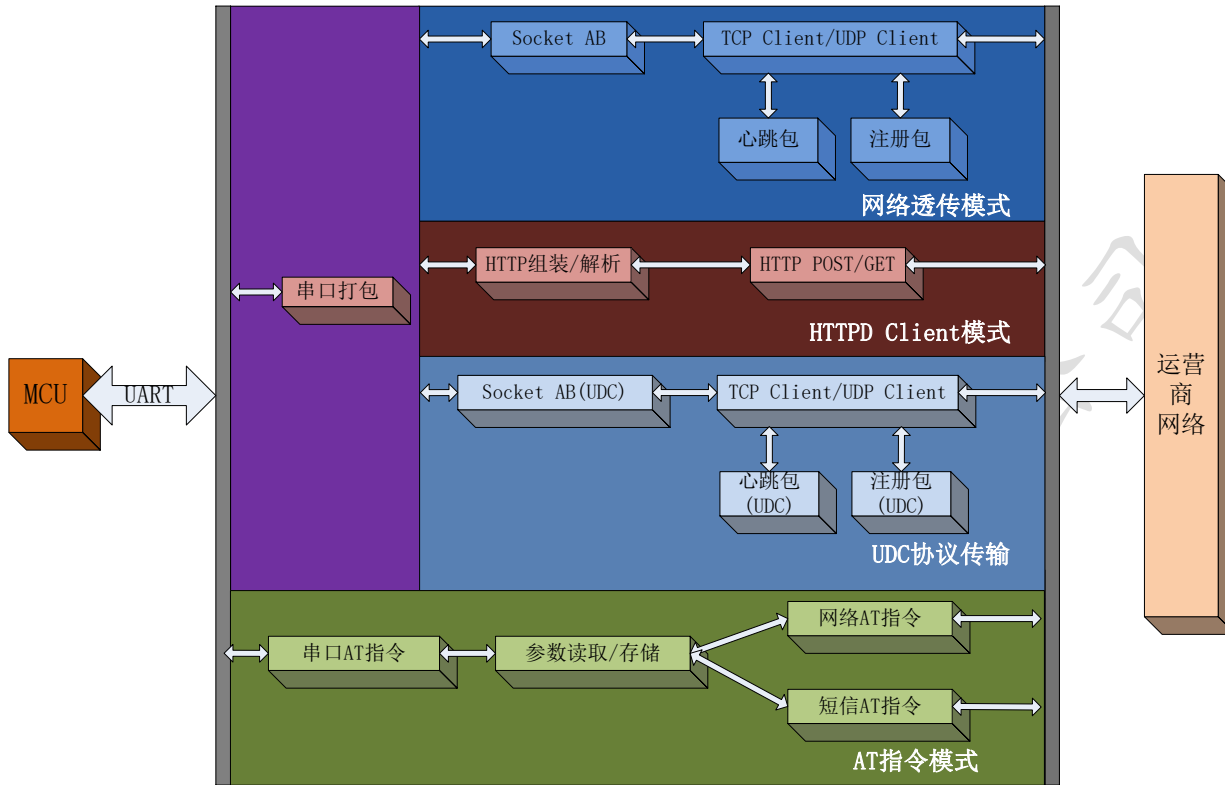 Socket AB
TCP Client/UDP Client
心跳包
注册包
网络透传模式
串口打包
HTTP组装/解析
HTTP POST/GET
HTTPD Client模式
MCU
UART
Socket AB(UDC)
TCP Client/UDP Client
心跳包
(UDC)
注册包
(UDC)
UDC协议传输
运营
商
网络
串口AT指令
参数读取/存储
网络AT指令
短信AT指令
AT指令模式
司